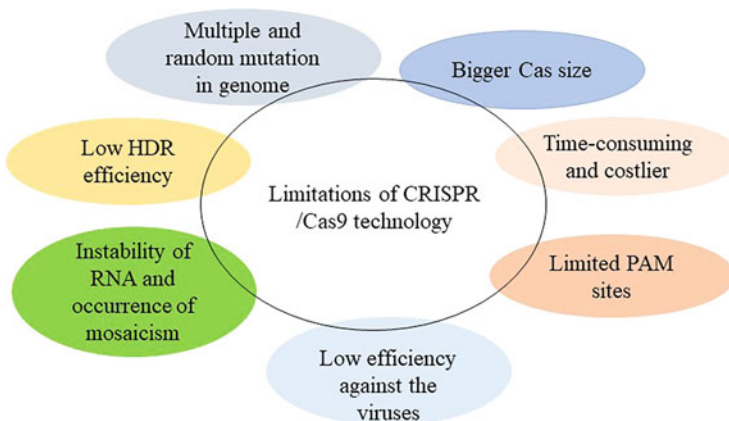 Multiple and
random mutation
in genome
Bigger Cas size
Low HDR
efficiency
Time-consuming
and costlier
Limitations of CRISPR
/Cas9 technology
Instability of
RNA and
occurrence of
mosaicism
Limited PAM
sites
Low efficiency
against the
viruses